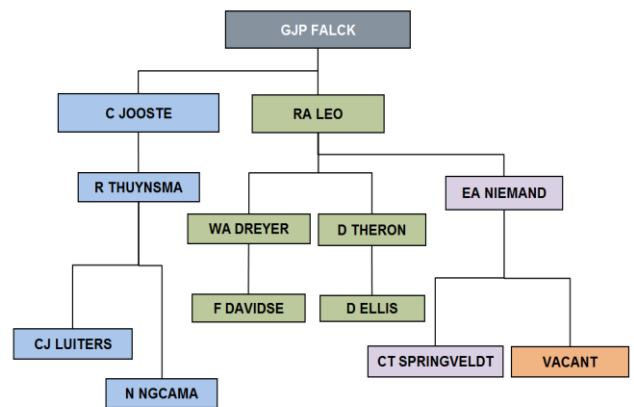 GJP FALCK
C JOOSTE
RA LEO
R THUYNSMA
EA NIEMAND
WA DREYER
D THERON
F DAVIDSE
D ELLIS
CJ LUITERS
CT SPRINGVELDT
VACANT
N NGCAMA